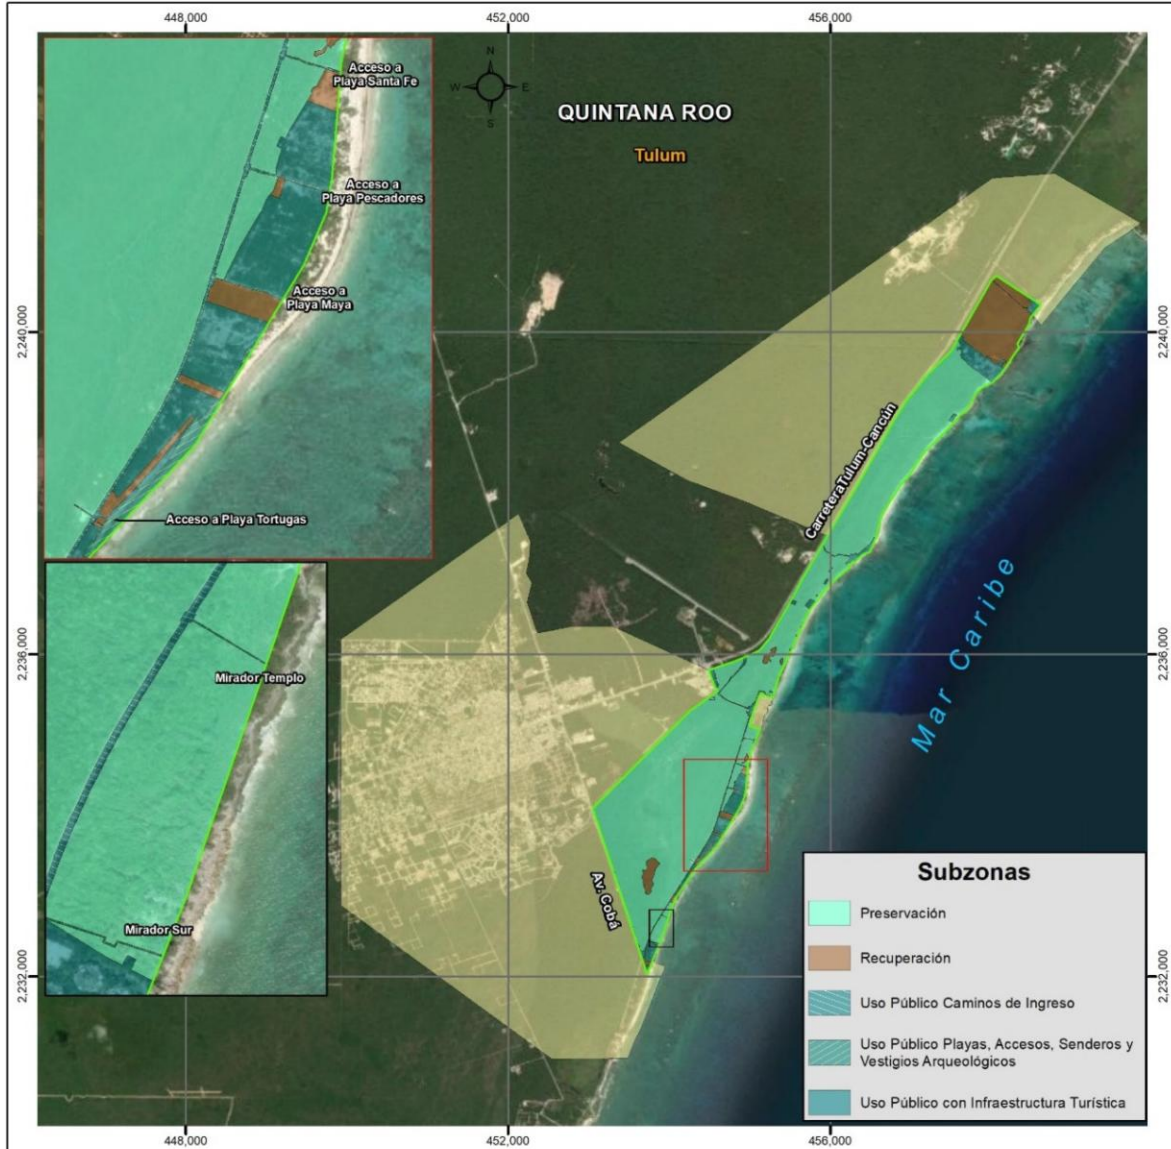 448,000
452,000
456,000
N
W
E
S
QUINTANA ROO
Tulum
Acceso a
Playa Santa Fe
Acceso a
Playa Pescadores
Acceso a
Playa Maya
Acceso a Playa Tortugas
2,240,000
2,240,000
CarreteraTulum-Cancún
Mar Caribe
Mirador Templo
Mirador Sur
2,236,000
2,236,000
Av. Cobá
2,232,000
2,232,000
Subzonas
Preservación
Recuperación
Uso Público Caminos de Ingreso
Uso Público Playas, Accesos, Senderos y
Vestigios Arqueológicos
Uso Público con Infraestructura Turística
448,000
452,000
456,000